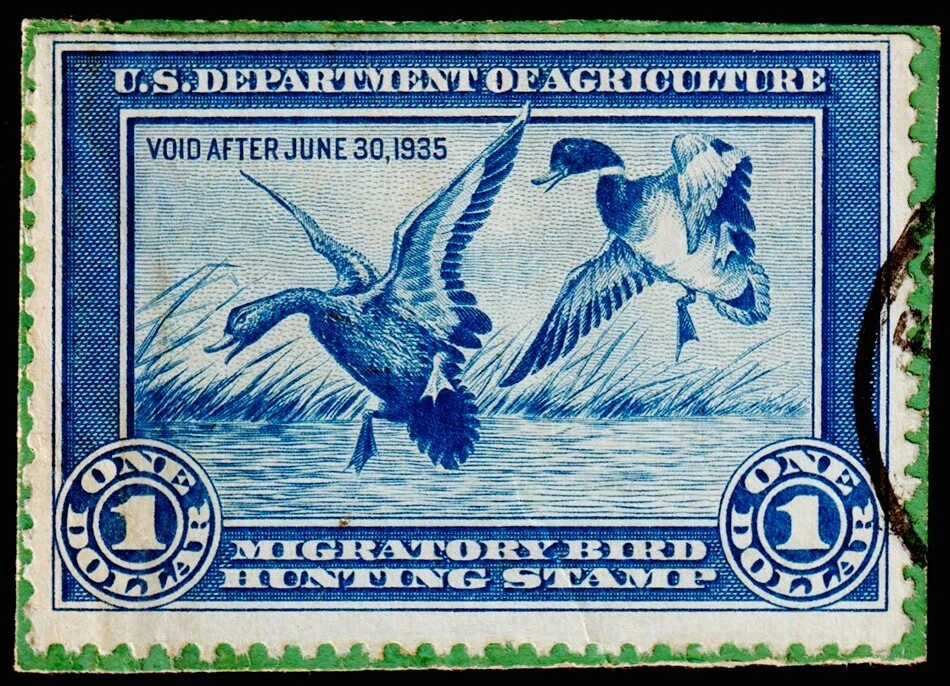 U.S. DEPARTMENT OF AGRICULTURE
VOID AFTER JUNE 30, 1935
ONE
1
DOLLAR
MIGRATORY BIRD
HUNTING STAMP
ONE
1
DOLLAR